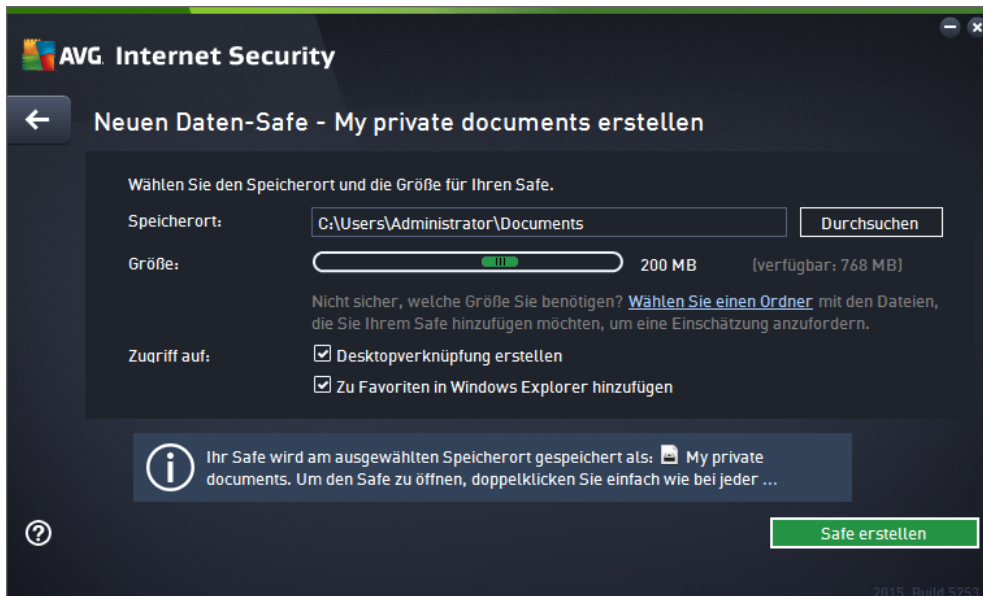 AVG. Internet Security
Neuen Daten-Safe - My private documents erstellen
Wählen Sie den Speicherort und die Größe für Ihren Safe.
Speicherort: C:\Users\Administrator\Documents Durchsuchen
Größe: 200 MB (verfügbar: 768 MB)
Nicht sicher, welche Größe Sie benötigen? Wählen Sie einen Ordner mit den Dateien,
die Sie Ihrem Safe hinzufügen möchten, um eine Einschätzung anzufordern.
Zugriff auf: Desktopverknüpfung erstellen
Zu Favoriten in Windows Explorer hinzufügen
Ihr Safe wird am ausgewählten Speicherort gespeichert als: My private
documents. Um den Safe zu öffnen, doppelklicken Sie einfach wie bei jeder ...
Safe erstellen
2015. Build 5253